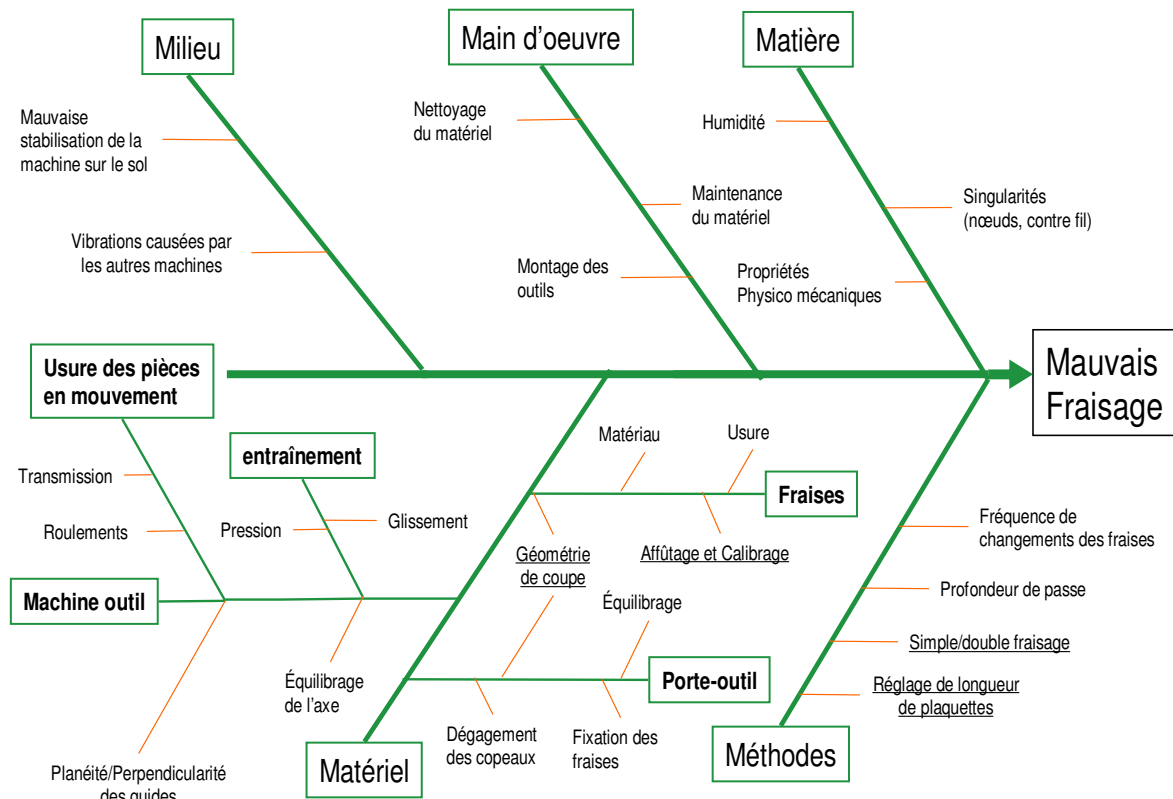 Milieu
Main d'oeuvre
Matière
Mauvaise
stabilisation de la
machine sur le sol
Vibrations causées par
les autres machines
Nettoyage
du matériel
Maintenance
du matériel
Montage des
outils
Humidité
Singularités
(nœuds, contre fil)
Propriétés
Physico mécaniques
Mauvais
Fraisage
Usure des pièces
en mouvement
Transmission
Roulements
entraînement
Pression
Glissement
Machine outil
Planéité/Perpendicularité
des guides
Équilibrage
de l'axe
Matériau
Usure
Fraises
Géométrie
de coupe
Affûtage et Calibrage
Équilibrage
Porte-outil
Dégagement
des copeaux
Fixation des
fraises
Matériel
Fréquence de
changements des fraises
Profondeur de passe
Simple/double fraisage
Réglage de longueur
de plaquettes
Méthodes